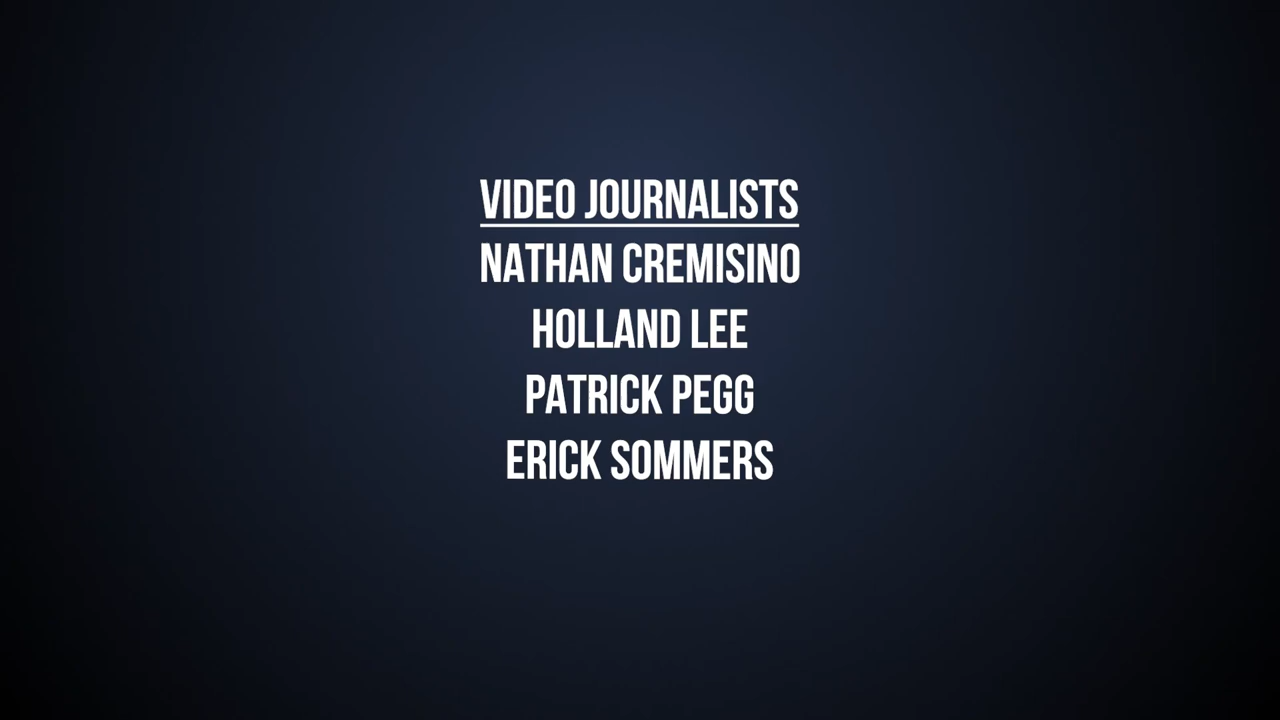 VIDEO JOURNALISTS
NATHAN CREMISINO
HOLLAND LEE
PATRICK PEGG
ERICK SOMMERS